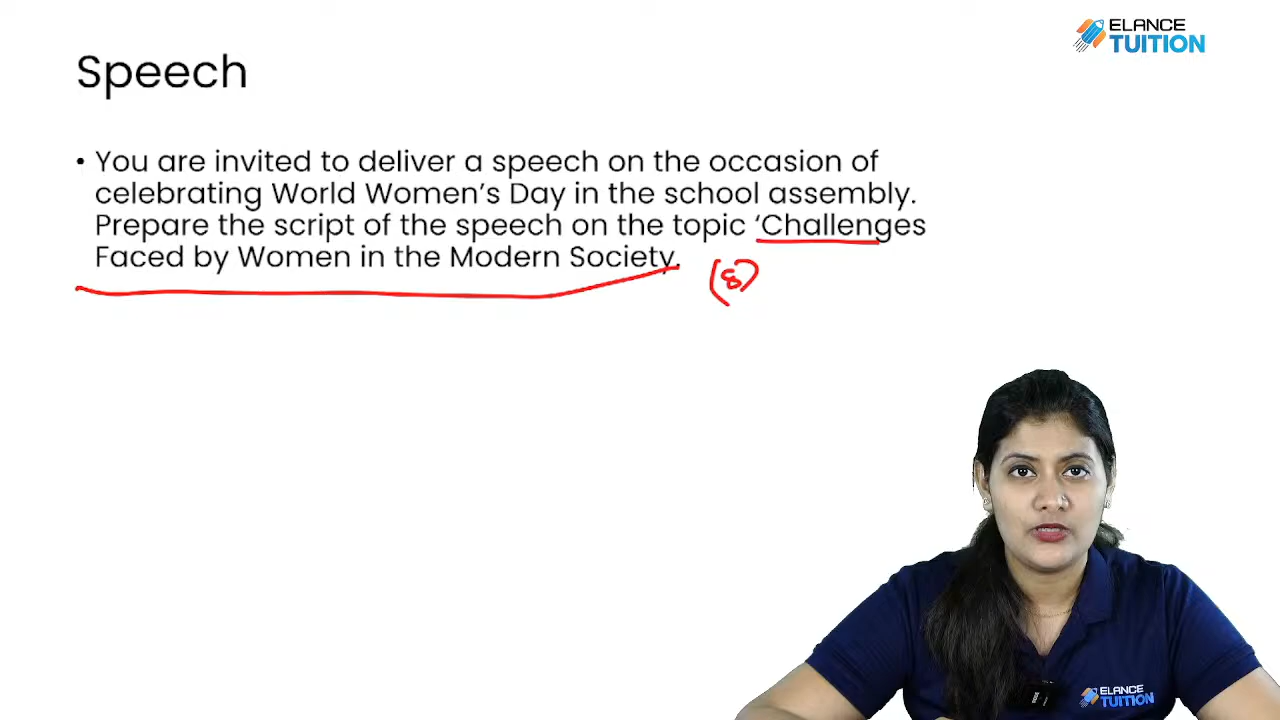 ELANCE
TUITION
Speech
• You are invited to deliver a speech on the occasion of
celebrating World Women's Day in the school assembly.
Prepare the script of the speech on the topic ‘Challenges
Faced by Women in the Modern Society.
(8)
ELANCE
TUITION